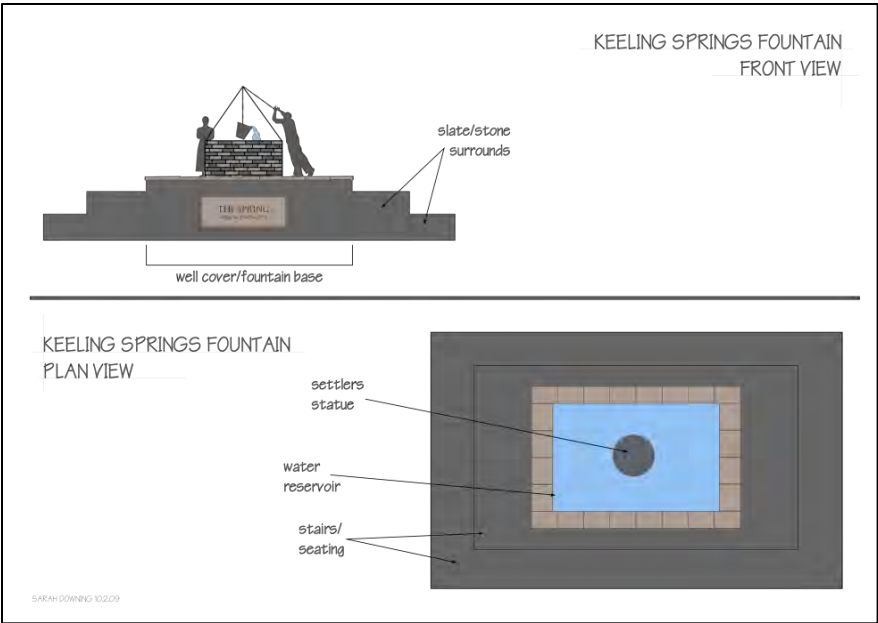 KEELING SPRINGS FOUNTAIN
FRONT VIEW
slate/stone
surrounds
THE SPRING
well cover/fountain base
KEELING SPRINGS FOUNTAIN
PLAN VIEW
settlers
statue
water
reservoir
stairs/
seating
SARAH DOWNING 10.2.09